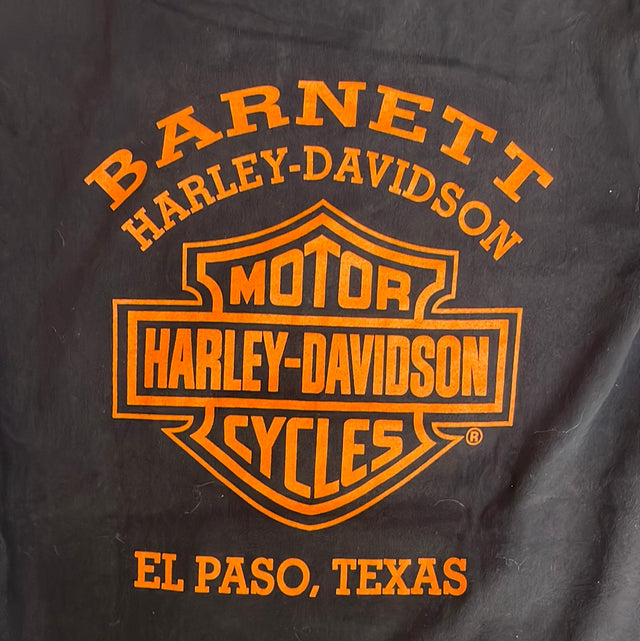 BARNETT
HARLEY-DAVIDSON
MOTOR
HARLEY-DAVIDSON
CYCLES
®
EL PASO, TEXAS